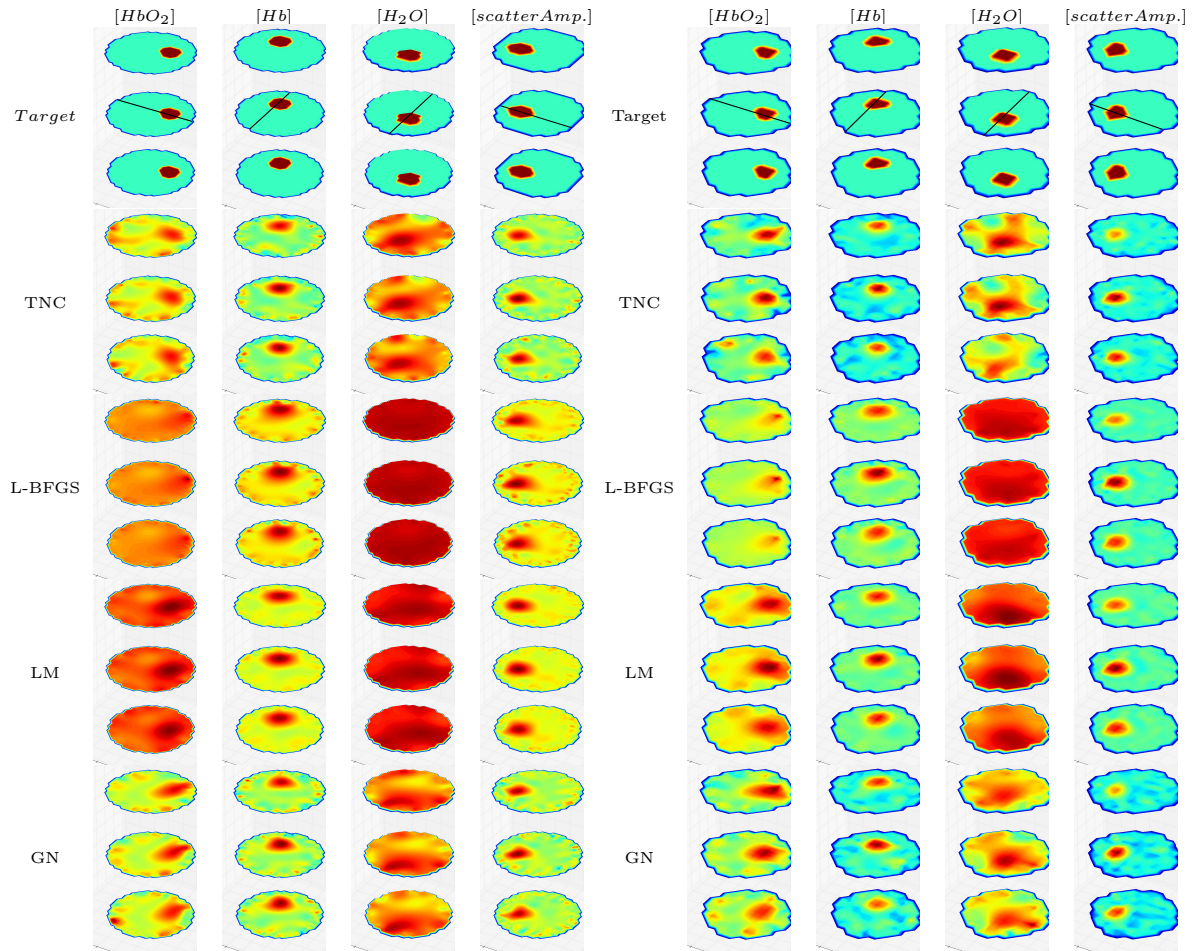 [HbO₂] [Hb] [H₂O] [scatterAmp.] [HbO₂] [Hb] [H₂O] [scatterAmp.]
Target Target
TNC TNC
L-BFGS L-BFGS
LM LM
GN GN